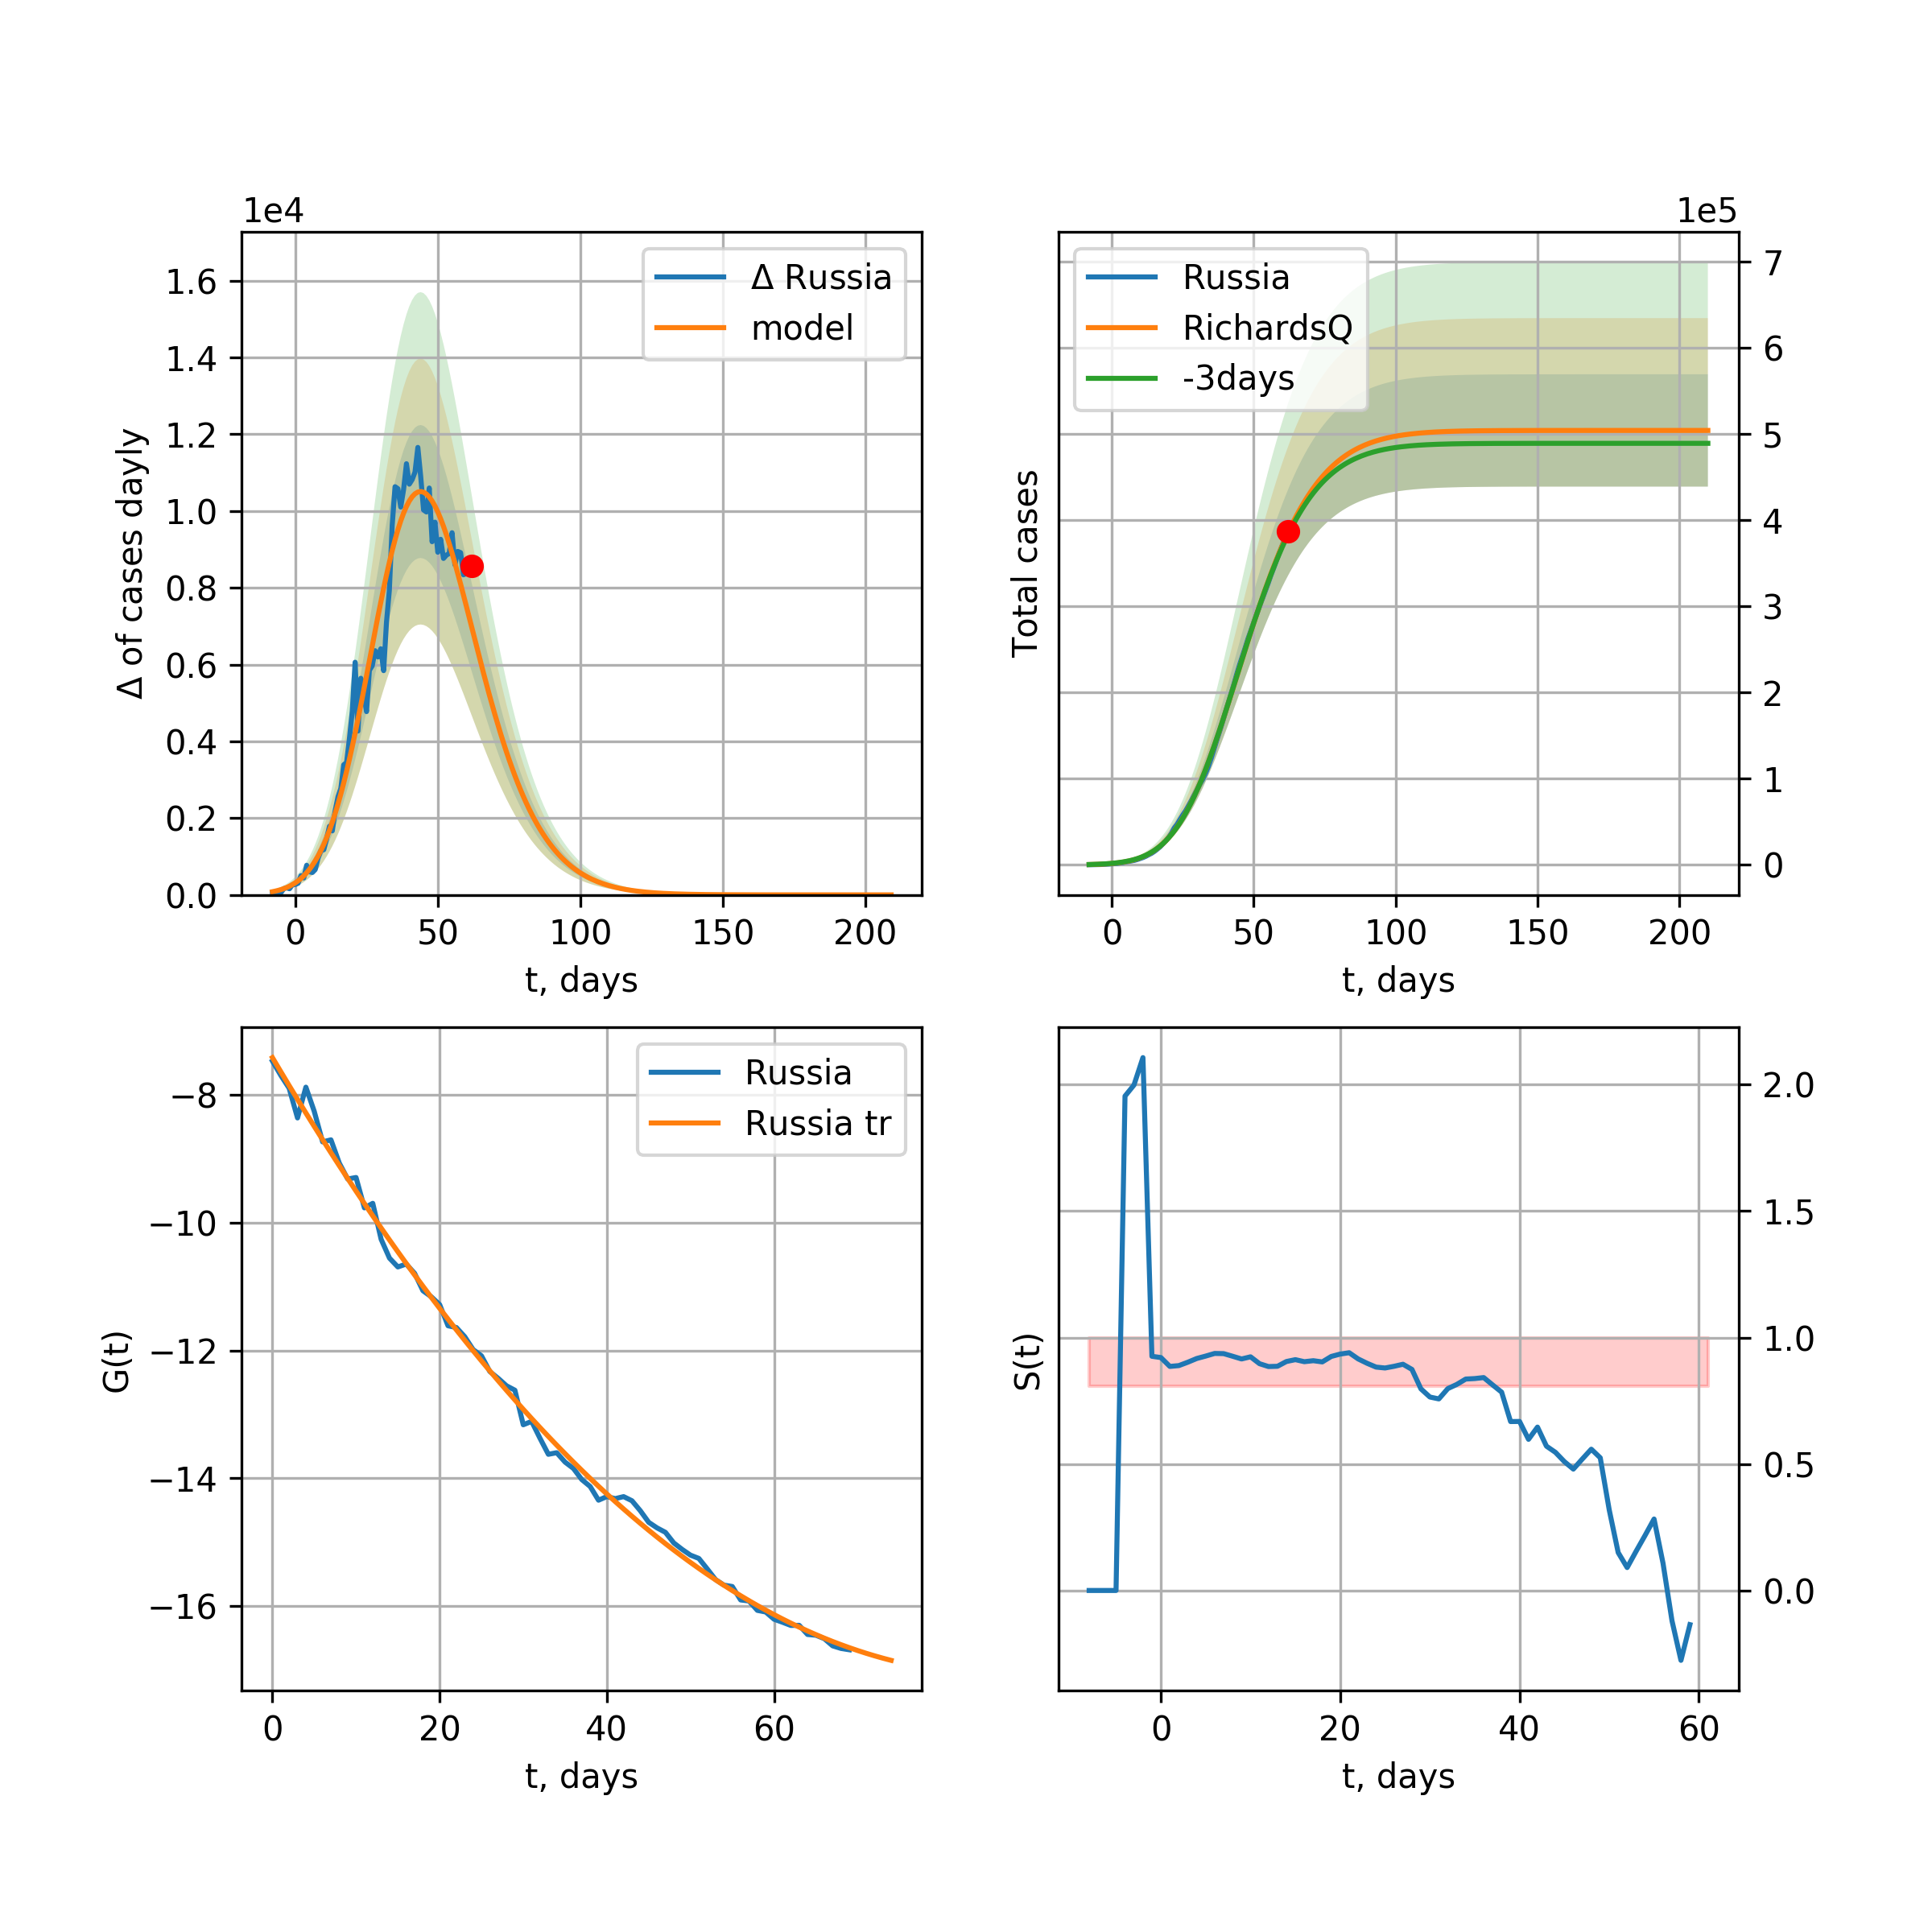 1e4
1.6
1.4
1.2
1.0
0.8
0.6
0.4
0.2
0.0
Δ of cases dayly
Δ Russia
model
0 50 100 150 200
t, days
1e5
Russia
RichardsQ
-3days
Total cases
7
6
5
4
3
2
1
0
0 50 100 150 200
t, days
−8
−10
−12
−14
−16
G(t)
Russia
Russia tr
0 20 40 60
t, days
S(t)
2.0
1.5
1.0
0.5
0.0
0 20 40 60
t, days